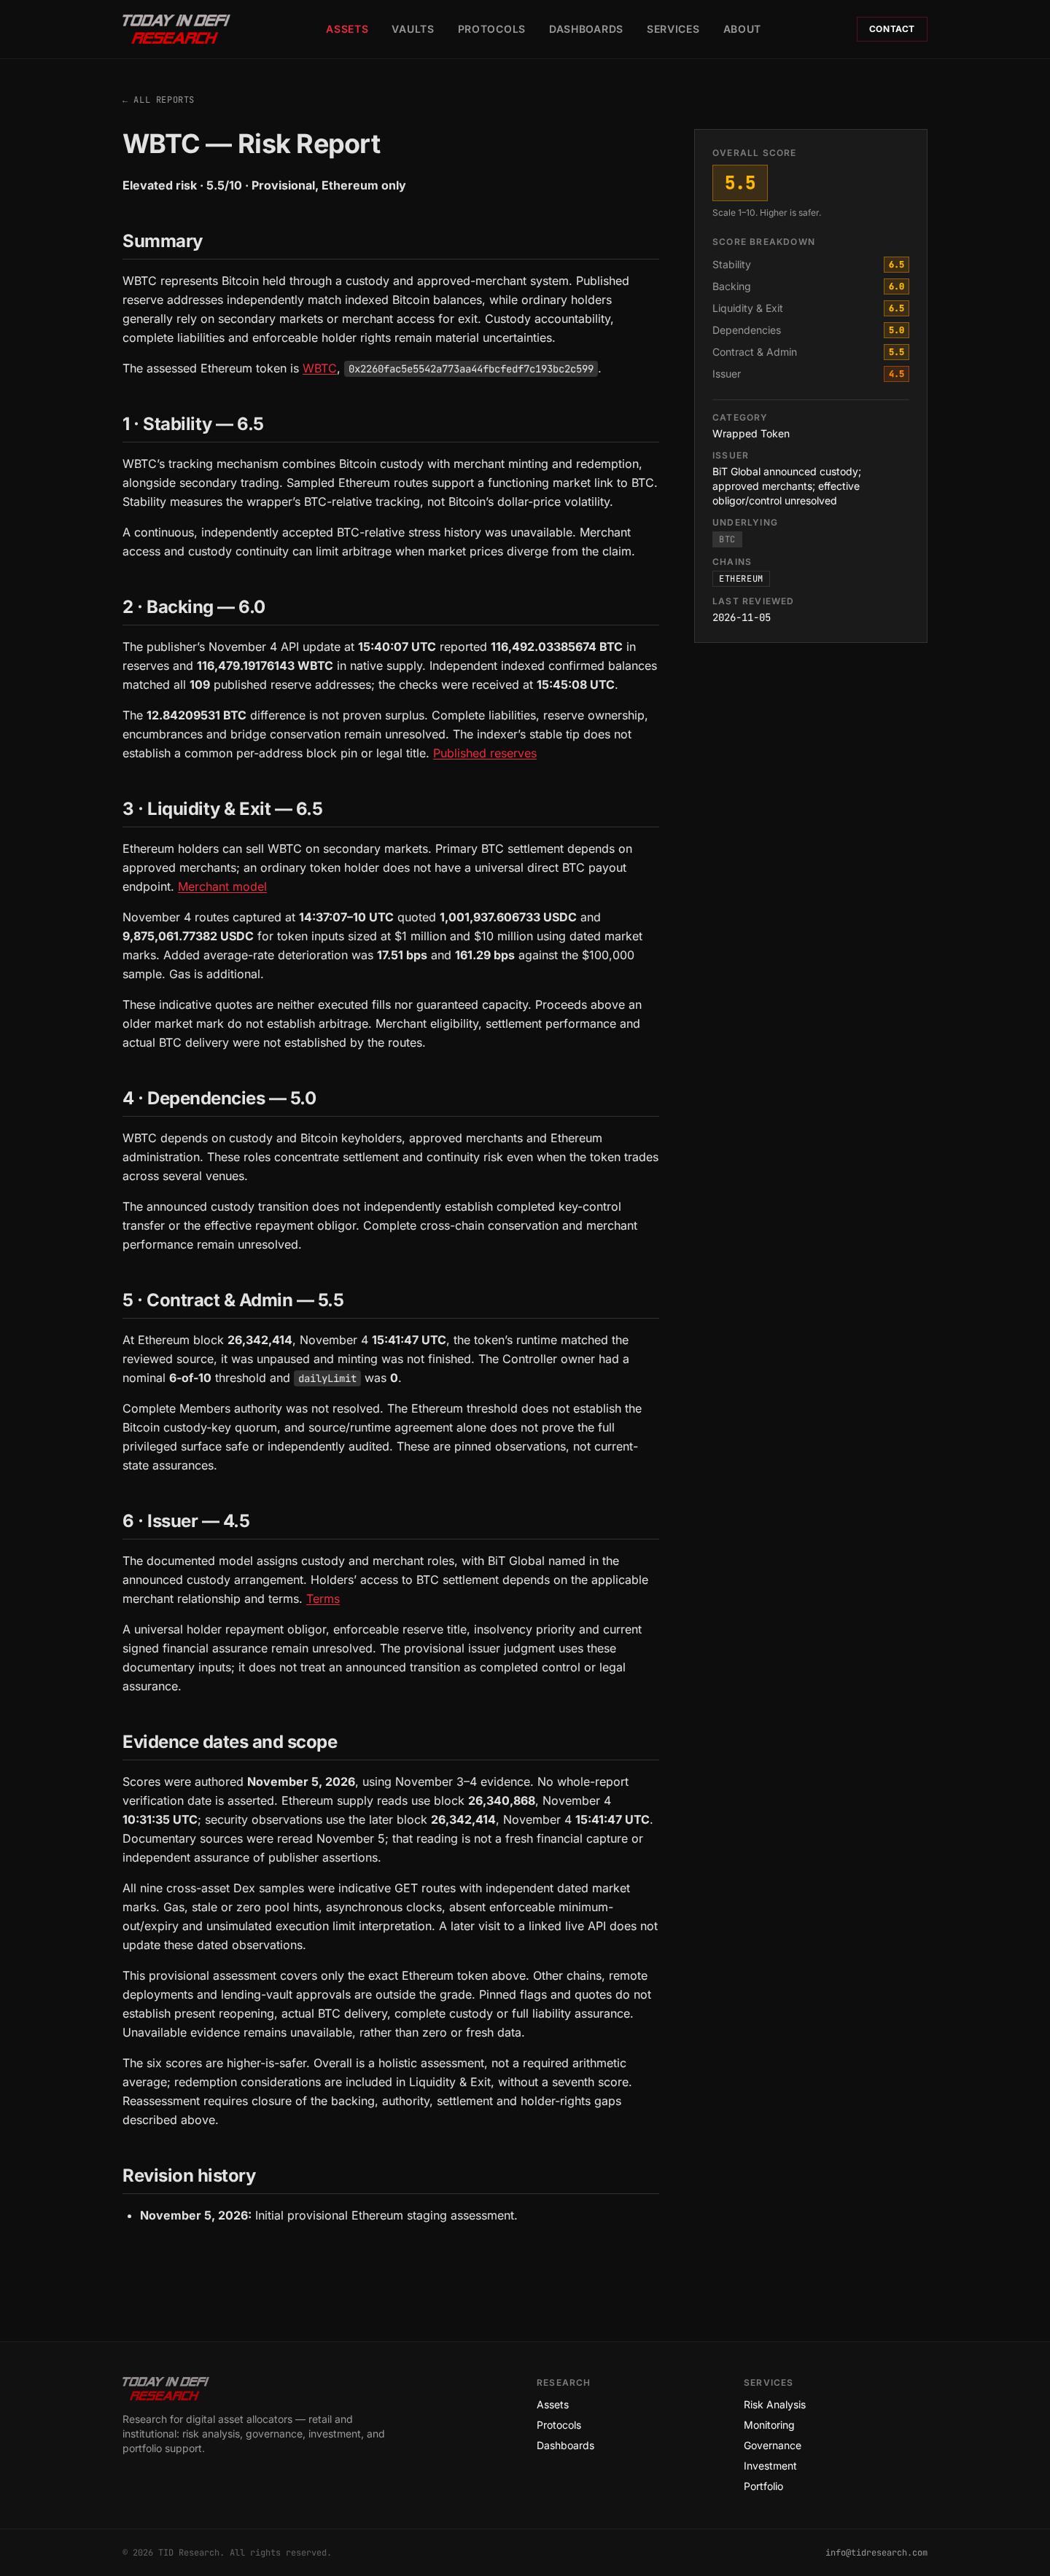 TODAY IN DEFI
RESEARCH
ASSETS VAULTS PROTOCOLS DASHBOARDS SERVICES ABOUT
CONTACT
← ALL REPORTS
WBTC — Risk Report
Elevated risk · 5.5/10 · Provisional, Ethereum only
Summary
WBTC represents Bitcoin held through a custody and approved-merchant system. Published
reserve addresses independently match indexed Bitcoin balances, while ordinary holders
generally rely on secondary markets or merchant access for exit. Custody accountability,
complete liabilities and enforceable holder rights remain material uncertainties.
The assessed Ethereum token is WBTC, 0x2260fac5e5542a773aa44fbcfedf7c193bc2c599.
1 · Stability — 6.5
WBTC’s tracking mechanism combines Bitcoin custody with merchant minting and redemption,
alongside secondary trading. Sampled Ethereum routes support a functioning market link to BTC.
Stability measures the wrapper’s BTC-relative tracking, not Bitcoin’s dollar-price volatility.
A continuous, independently accepted BTC-relative stress history was unavailable. Merchant
access and custody continuity can limit arbitrage when market prices diverge from the claim.
2 · Backing — 6.0
The publisher’s November 4 API update at 15:40:07 UTC reported 116,492.03385674 BTC in
reserves and 116,479.19176143 WBTC in native supply. Independent indexed confirmed balances
matched all 109 published reserve addresses; the checks were received at 15:45:08 UTC.
The 12.84209531 BTC difference is not proven surplus. Complete liabilities, reserve ownership,
encumbrances and bridge conservation remain unresolved. The indexer’s stable tip does not
establish a common per-address block pin or legal title. Published reserves
3 · Liquidity & Exit — 6.5
Ethereum holders can sell WBTC on secondary markets. Primary BTC settlement depends on
approved merchants; an ordinary token holder does not have a universal direct BTC payout
endpoint. Merchant model
November 4 routes captured at 14:37:07–10 UTC quoted 1,001,937.606733 USDC and
9,875,061.77382 USDC for token inputs sized at $1 million and $10 million using dated market
marks. Added average-rate deterioration was 17.51 bps and 161.29 bps against the $100,000
sample. Gas is additional.
These indicative quotes are neither executed fills nor guaranteed capacity. Proceeds above an
older market mark do not establish arbitrage. Merchant eligibility, settlement performance and
actual BTC delivery were not established by the routes.
4 · Dependencies — 5.0
WBTC depends on custody and Bitcoin keyholders, approved merchants and Ethereum
administration. These roles concentrate settlement and continuity risk even when the token trades
across several venues.
The announced custody transition does not independently establish completed key-control
transfer or the effective repayment obligor. Complete cross-chain conservation and merchant
performance remain unresolved.
5 · Contract & Admin — 5.5
At Ethereum block 26,342,414, November 4 15:41:47 UTC, the token’s runtime matched the
reviewed source, it was unpaused and minting was not finished. The Controller owner had a
nominal 6-of-10 threshold and dailyLimit was 0.
Complete Members authority was not resolved. The Ethereum threshold does not establish the
Bitcoin custody-key quorum, and source/runtime agreement alone does not prove the full
privileged surface safe or independently audited. These are pinned observations, not current-
state assurances.
6 · Issuer — 4.5
The documented model assigns custody and merchant roles, with BiT Global named in the
announced custody arrangement. Holders’ access to BTC settlement depends on the applicable
merchant relationship and terms. Terms
A universal holder repayment obligor, enforceable reserve title, insolvency priority and current
signed financial assurance remain unresolved. The provisional issuer judgment uses these
documentary inputs; it does not treat an announced transition as completed control or legal
assurance.
Evidence dates and scope
Scores were authored November 5, 2026, using November 3–4 evidence. No whole-report
verification date is asserted. Ethereum supply reads use block 26,340,868, November 4
10:31:35 UTC; security observations use the later block 26,342,414, November 4 15:41:47 UTC.
Documentary sources were reread November 5; that reading is not a fresh financial capture or
independent assurance of publisher assertions.
All nine cross-asset Dex samples were indicative GET routes with independent dated market
marks. Gas, stale or zero pool hints, asynchronous clocks, absent enforceable minimum-
out/expiry and unsimulated execution limit interpretation. A later visit to a linked live API does not
update these dated observations.
This provisional assessment covers only the exact Ethereum token above. Other chains, remote
deployments and lending-vault approvals are outside the grade. Pinned flags and quotes do not
establish present reopening, actual BTC delivery, complete custody or full liability assurance.
Unavailable evidence remains unavailable, rather than zero or fresh data.
The six scores are higher-is-safer. Overall is a holistic assessment, not a required arithmetic
average; redemption considerations are included in Liquidity & Exit, without a seventh score.
Reassessment requires closure of the backing, authority, settlement and holder-rights gaps
described above.
Revision history
• November 5, 2026: Initial provisional Ethereum staging assessment.
OVERALL SCORE
5.5
Scale 1–10. Higher is safer.
SCORE BREAKDOWN
Stability 6.5
Backing 6.0
Liquidity & Exit 6.5
Dependencies 5.0
Contract & Admin 5.5
Issuer 4.5
CATEGORY
Wrapped Token
ISSUER
BiT Global announced custody;
approved merchants; effective
obligor/control unresolved
UNDERLYING
BTC
CHAINS
ETHEREUM
LAST REVIEWED
2026-11-05
TODAY IN DEFI
RESEARCH
Research for digital asset allocators — retail and
institutional: risk analysis, governance, investment, and
portfolio support.
RESEARCH
Assets
Protocols
Dashboards
SERVICES
Risk Analysis
Monitoring
Governance
Investment
Portfolio
© 2026 TID Research. All rights reserved.
info@tidresearch.com